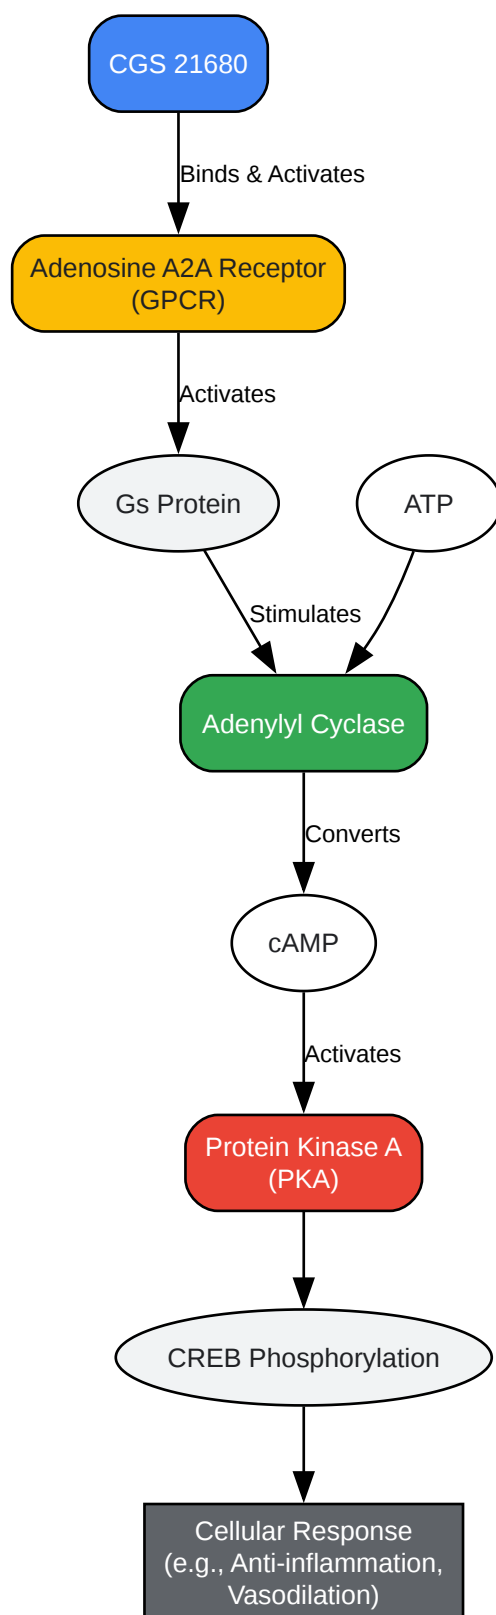 CGS 21680
Binds & Activates
Adenosine A2A Receptor
(GPCR)
Activates
Gs Protein
ATP
Stimulates
Adenylyl Cyclase
Converts
cAMP
Activates
Protein Kinase A
(PKA)
CREB Phosphorylation
Cellular Response
(e.g., Anti-inflammation,
Vasodilation)